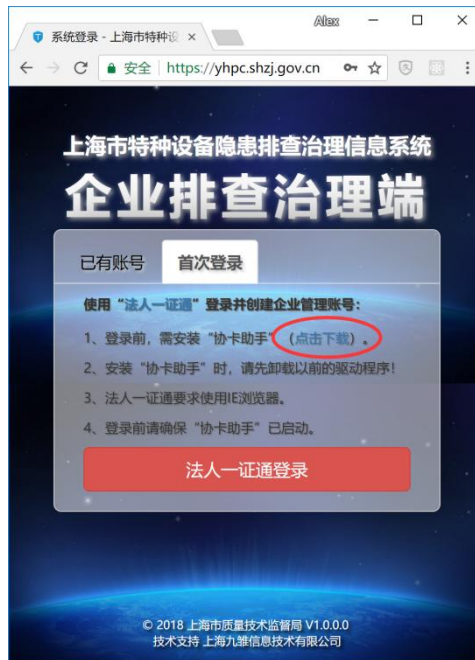 Alex
系统登录 - 上海市特种设
安全 | https://yhpc.shzj.gov.cn
上海市特种设备隐患排查治理信息系统
企业排查治理端
已有账号 首次登录
使用“法人一证通”登录并创建企业管理账号：
1、登录前，需安装“协卡助手”（点击下载）。
2、安装“协卡助手”时，请先卸载以前的驱动程序！
3、法人一证通要求使用IE浏览器。
4、登录前请确保“协卡助手”已启动。
法人一证通登录
© 2018 上海市质量技术监督局 V1.0.0.0
技术支持 上海九雏信息技术有限公司